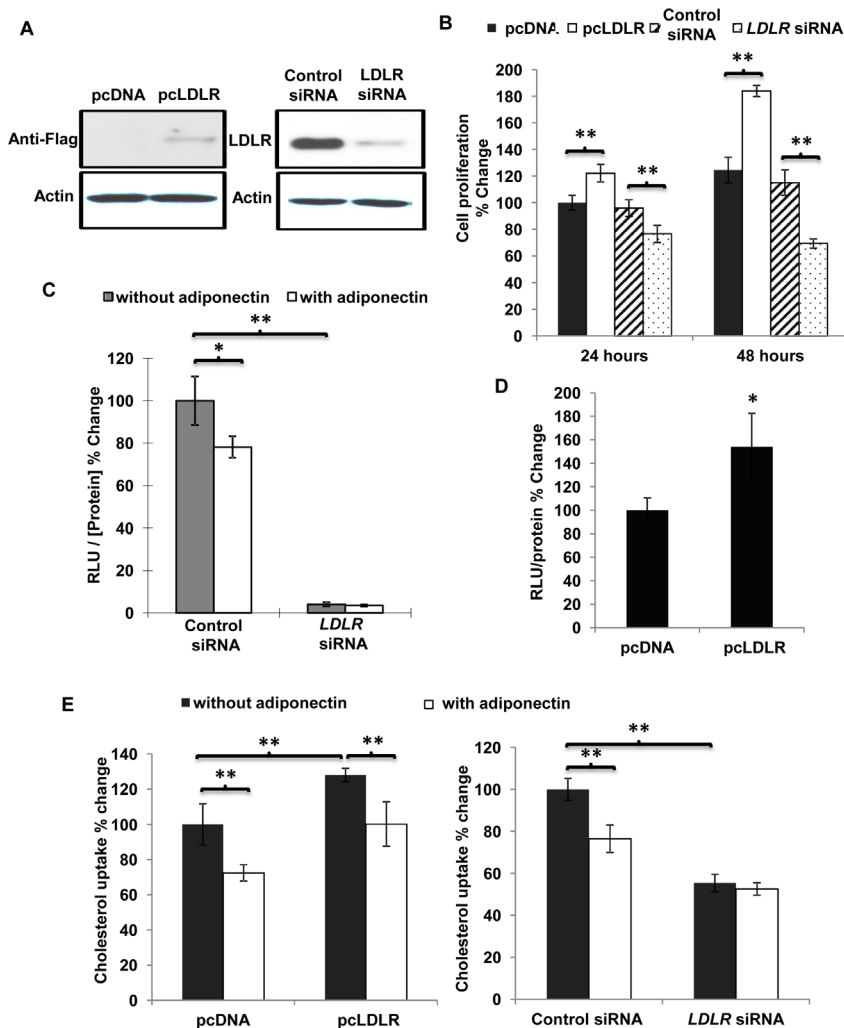 A
pcDNA pcLDLR
Control siRNA
LDLR siRNA
Anti-Flag
LDLR
Actin
Actin
B
pcDNA. pcLDLR Control siRNA LDLR siRNA
Cell proliferation
% Change
200
180
160
140
120
100
80
60
40
20
0
** ** ** **
24 hours 48 hours
C
without adiponectin with adiponectin
RLU / [Protein] % Change
120
100
80
60
40
20
0
**
*
Control siRNA
LDLR siRNA
D
RLU/protein % Change
200
180
160
140
120
100
80
60
40
20
0
*
pcDNA pcLDLR
E
without adiponectin with adiponectin
Cholesterol uptake % change
140
120
100
80
60
40
20
0
** ** **
pcDNA pcLDLR
Cholesterol uptake % change
120
100
80
60
40
20
0
** **
Control siRNA LDLR siRNA